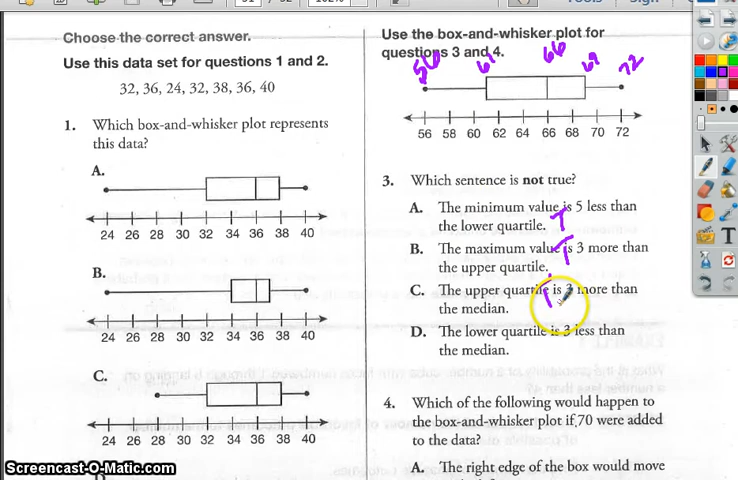 Choose the correct answer.
Use this data set for questions 1 and 2.
32, 36, 24, 32, 38, 36, 40
1. Which box-and-whisker plot represents
this data?
A.
24 26 28 30 32 34 36 38 40
B.
24 26 28 30 32 34 36 38 40
C.
24 26 28 30 32 34 36 38 40
Use the box-and-whisker plot for
questions 3 and 4.
56 61 66 69 72
56 58 60 62 64 66 68 70 72
3. Which sentence is not true?
A. The minimum value is 5 less than
the lower quartile. T
B. The maximum value is 3 more than
the upper quartile. T
C. The upper quartile is 3 more than
the median. T
D. The lower quartile is 3 less than
the median.
4. Which of the following would happen to
the box-and-whisker plot if 70 were added
to the data?
A. The right edge of the box would move
T
Screencast-O-Matic.com